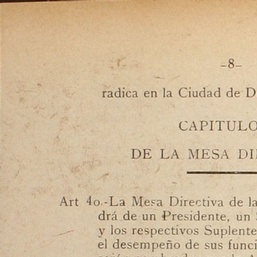 -8-
radica en la Ciudad de D
CAPITULO
DE LA MESA DI
Art 4o.-La Mesa Directiva de la
drá de un Presidente, un
y los respectivos Suplente
el desempeño de sus funci